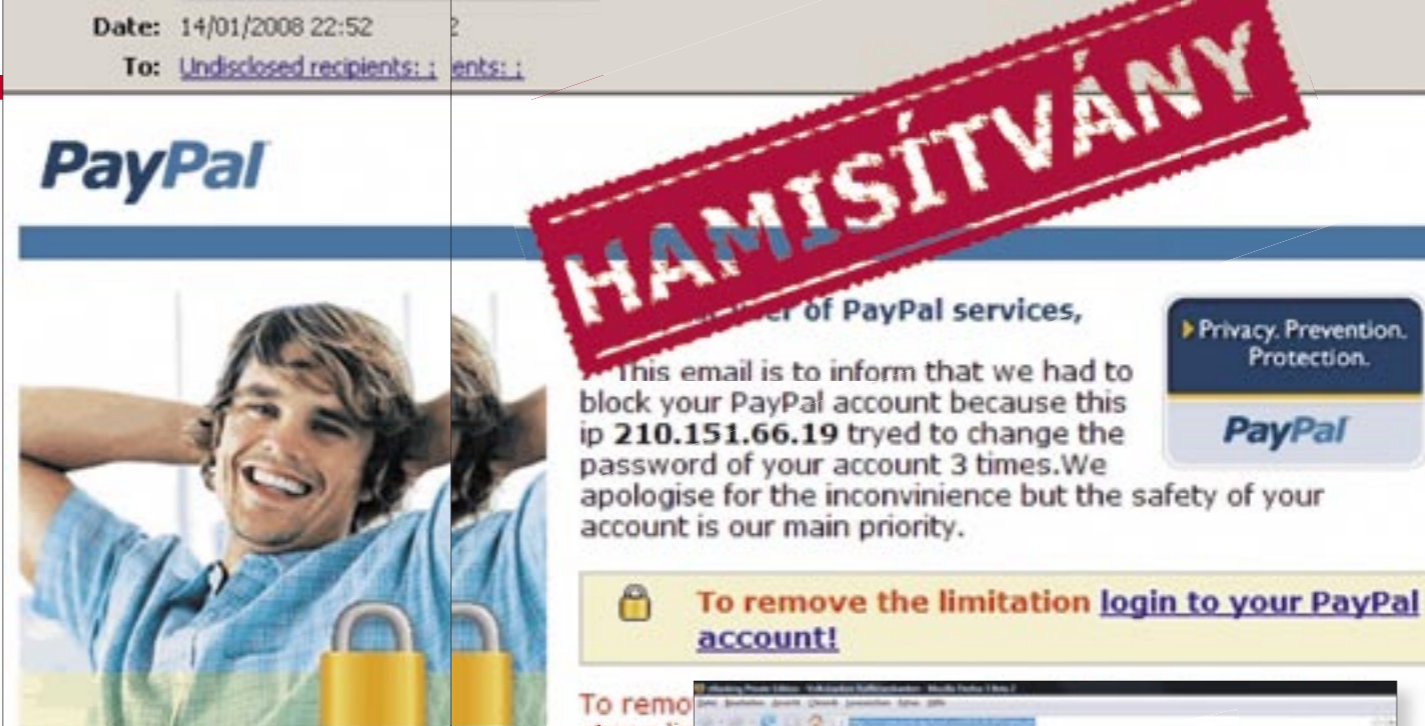 Date: 14/01/2008 22:52 2
To: Undisclosed recipients: ; ents: ;
PayPal
HAMISÍTVÁNY
of PayPal services,
This email is to inform that we had to
block your PayPal account because this
ip 210.151.66.19 tryed to change the
password of your account 3 times.We
apologise for the inconvinience but the safety of your
account is our main priority.
Privacy. Prevention.
Protection.
PayPal
To remove the limitation login to your PayPal
account!
To remo